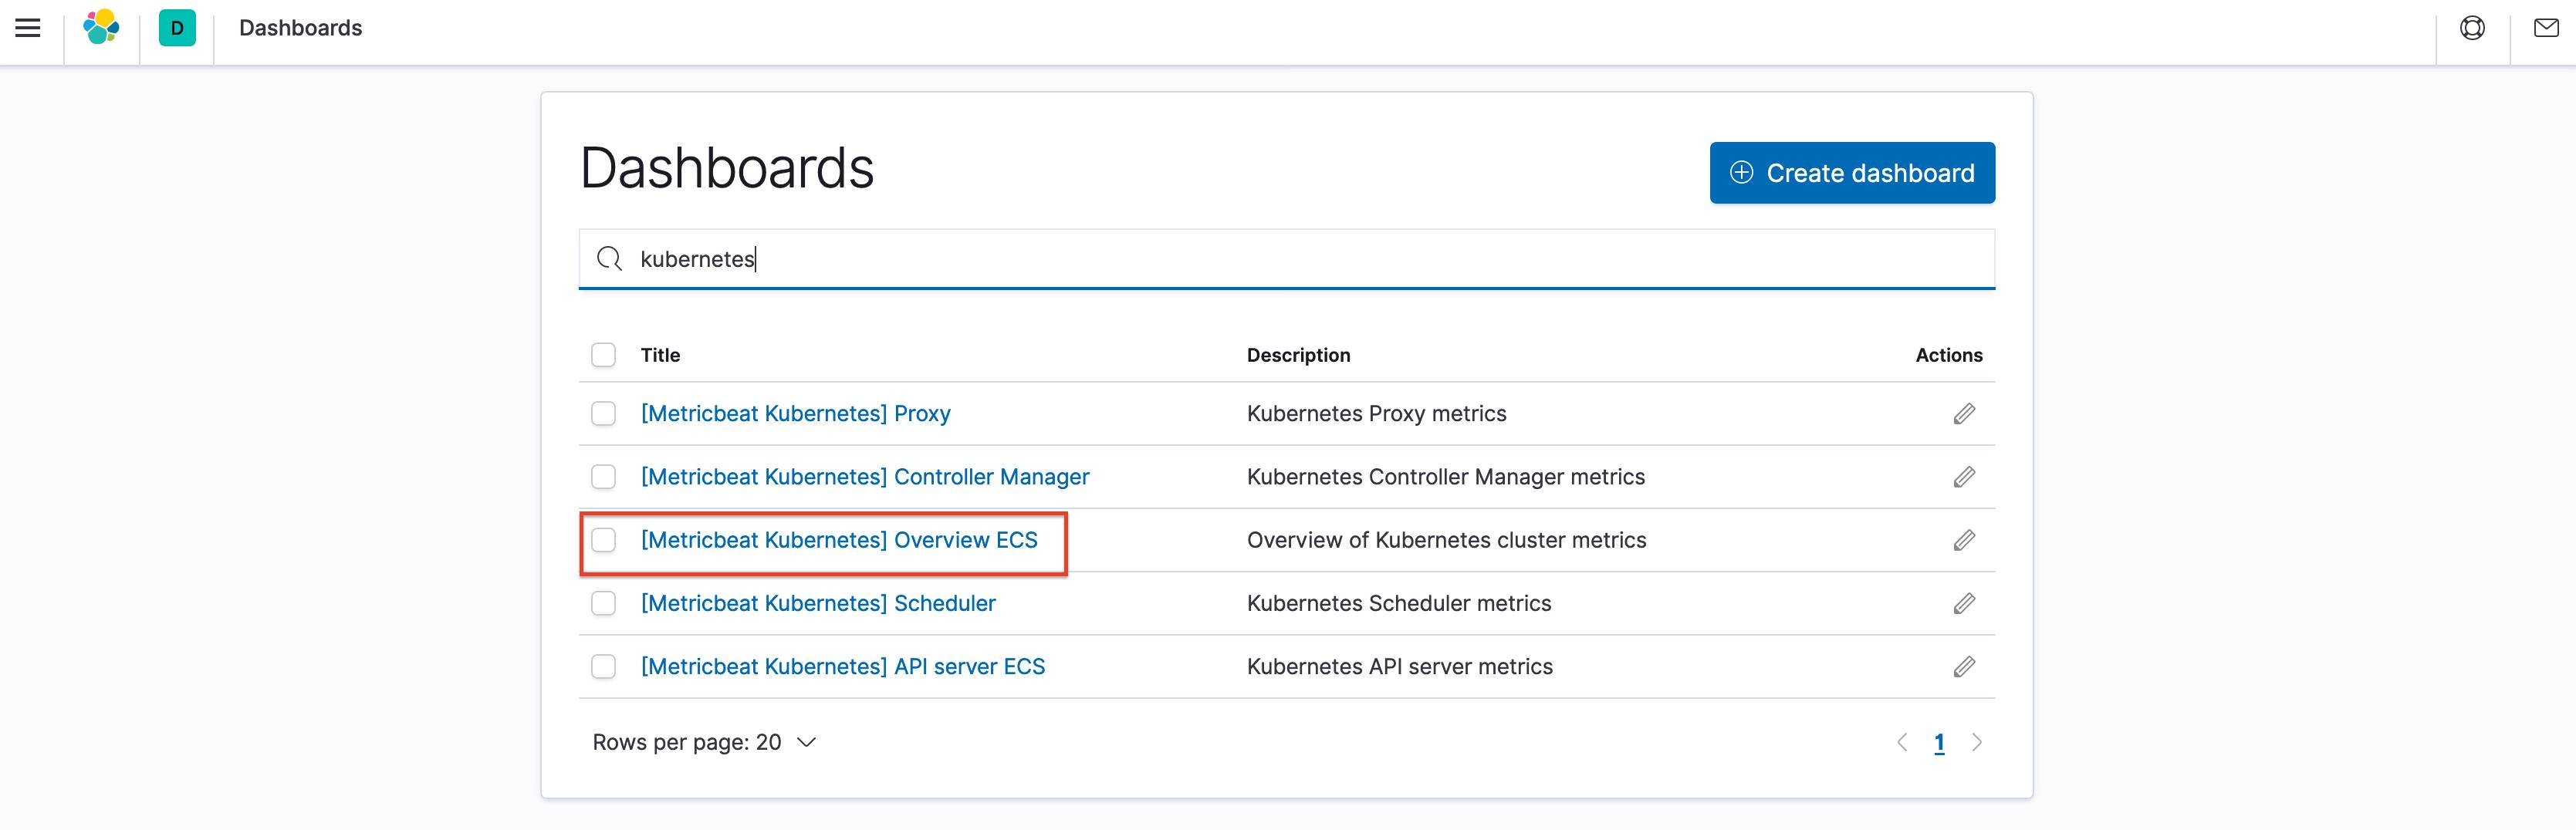 D Dashboards
Dashboards
Create dashboard
kubernetes
Title Description Actions
[Metricbeat Kubernetes] Proxy Kubernetes Proxy metrics
[Metricbeat Kubernetes] Controller Manager Kubernetes Controller Manager metrics
[Metricbeat Kubernetes] Overview ECS Overview of Kubernetes cluster metrics
[Metricbeat Kubernetes] Scheduler Kubernetes Scheduler metrics
[Metricbeat Kubernetes] API server ECS Kubernetes API server metrics
Rows per page: 20 1